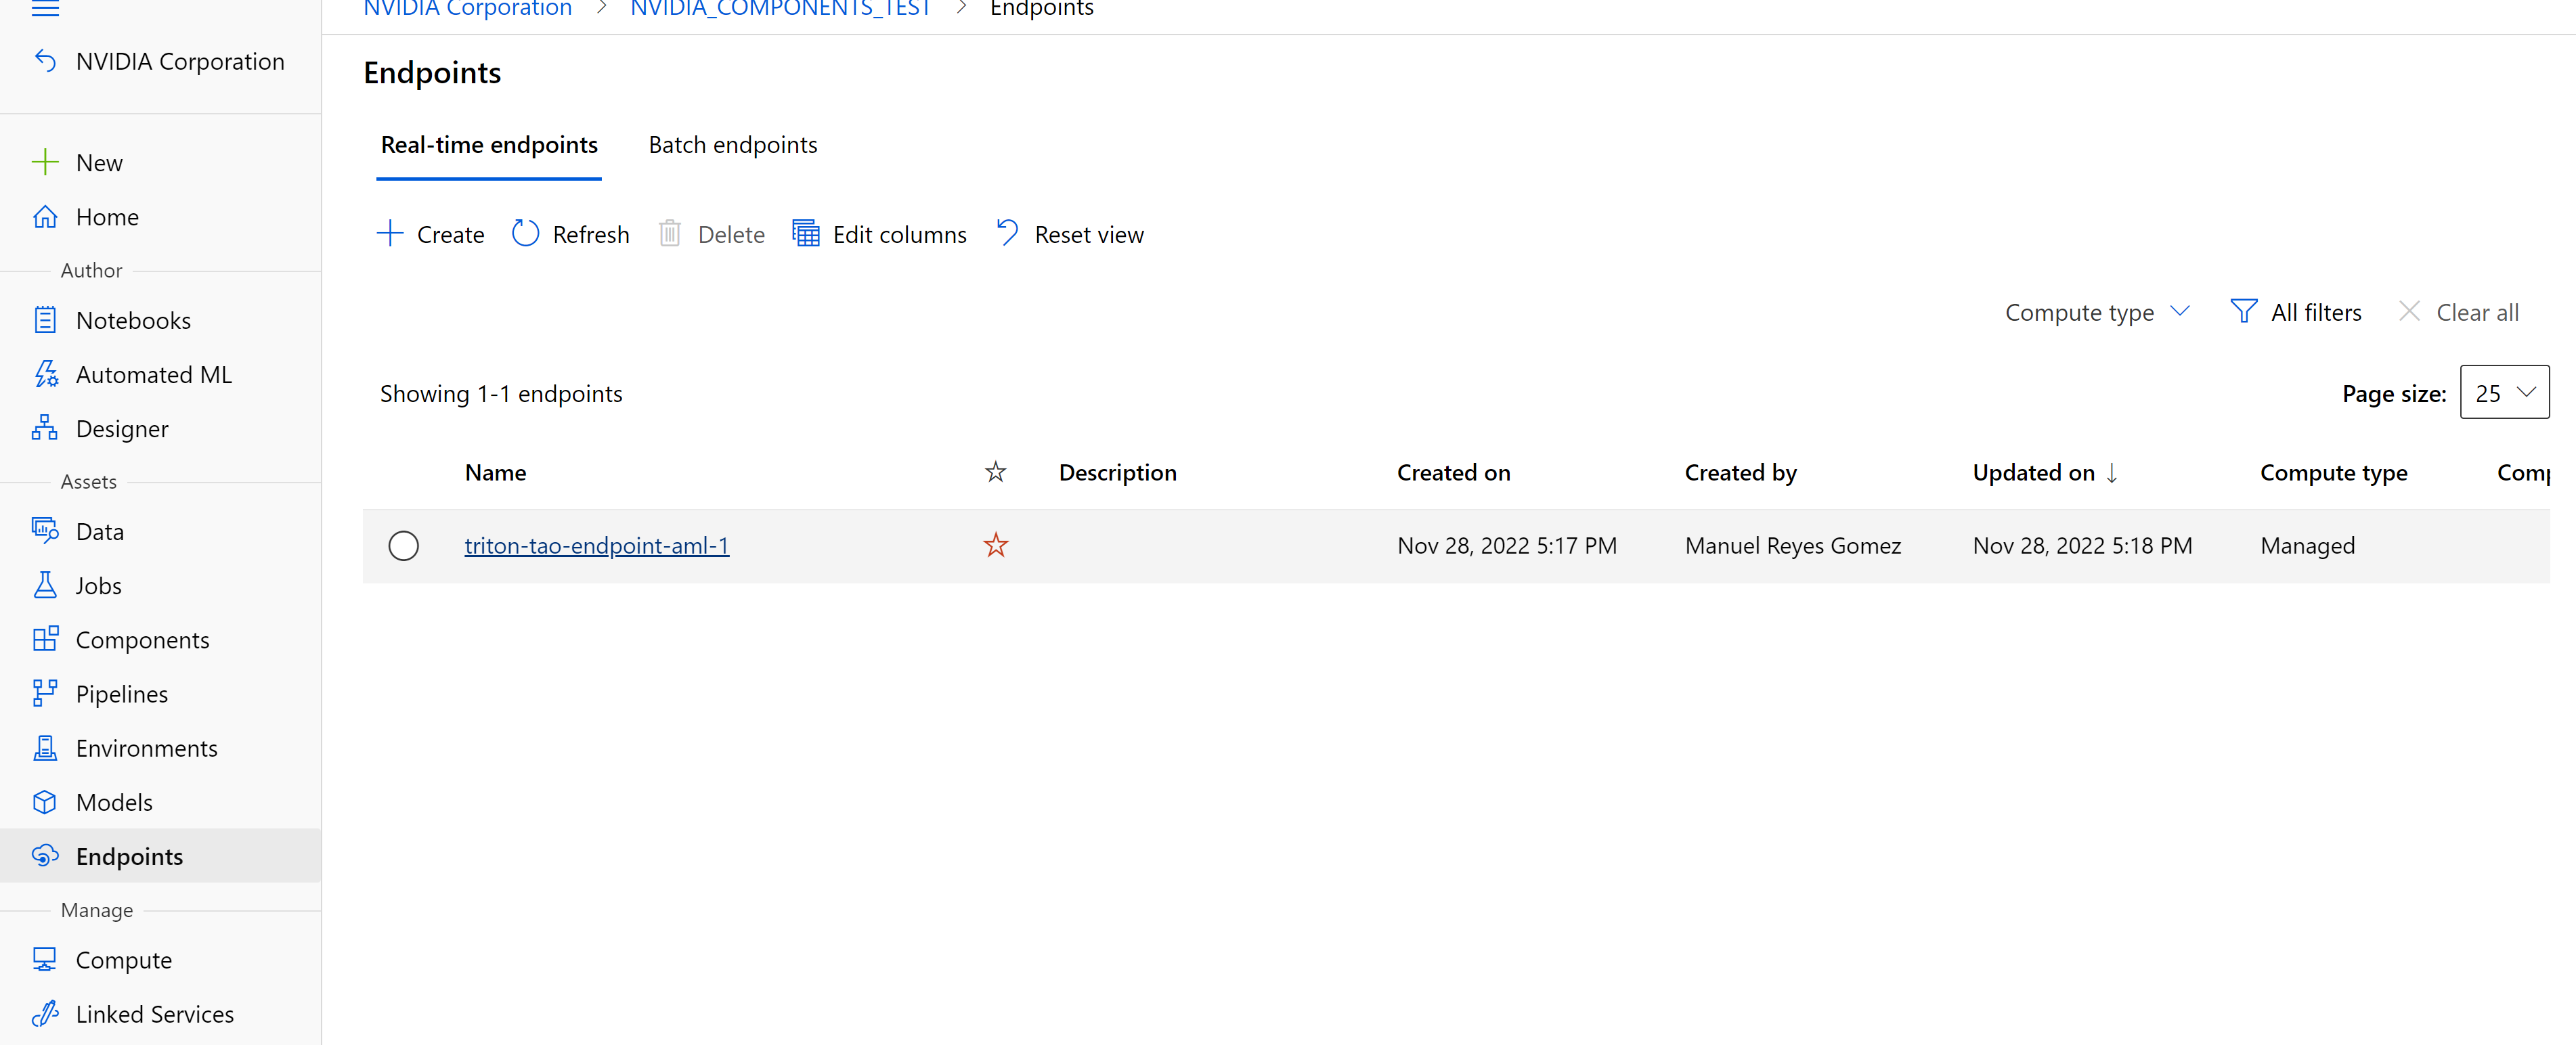 NVIDIA Corporation > NVIDIA_COMPONENTS_TEST > Endpoints
NVIDIA Corporation
New
Home
Author
Notebooks
Automated ML
Designer
Assets
Data
Jobs
Components
Pipelines
Environments
Models
Endpoints
Manage
Compute
Linked Services
Endpoints
Real-time endpoints Batch endpoints
Create Refresh Delete Edit columns Reset view
Compute type All filters Clear all
Showing 1-1 endpoints Page size: 25
Name Description Created on Created by Updated on Compute type
triton-tao-endpoint-aml-1 Nov 28, 2022 5:17 PM Manuel Reyes Gomez Nov 28, 2022 5:18 PM Managed